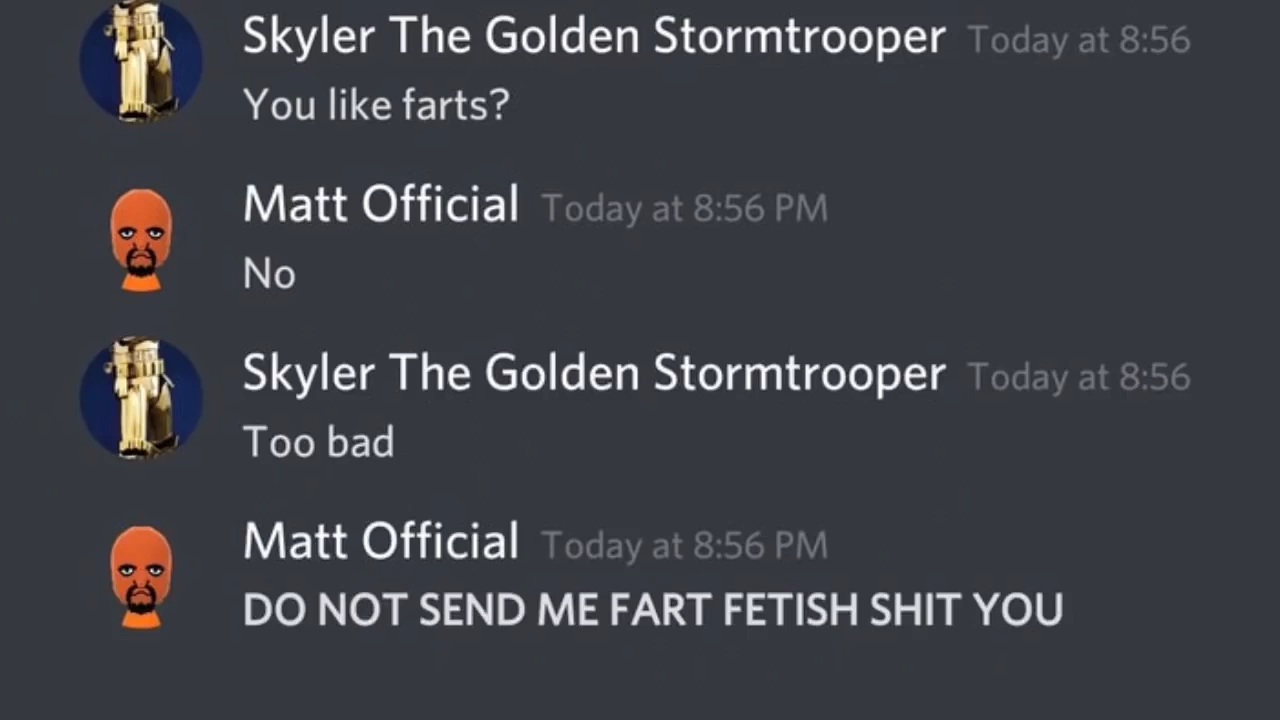 Skyler The Golden Stormtrooper Today at 8:56
You like farts?
Matt Official Today at 8:56 PM
No
Skyler The Golden Stormtrooper Today at 8:56
Too bad
Matt Official Today at 8:56 PM
DO NOT SEND ME FART FETISH SHIT YOU